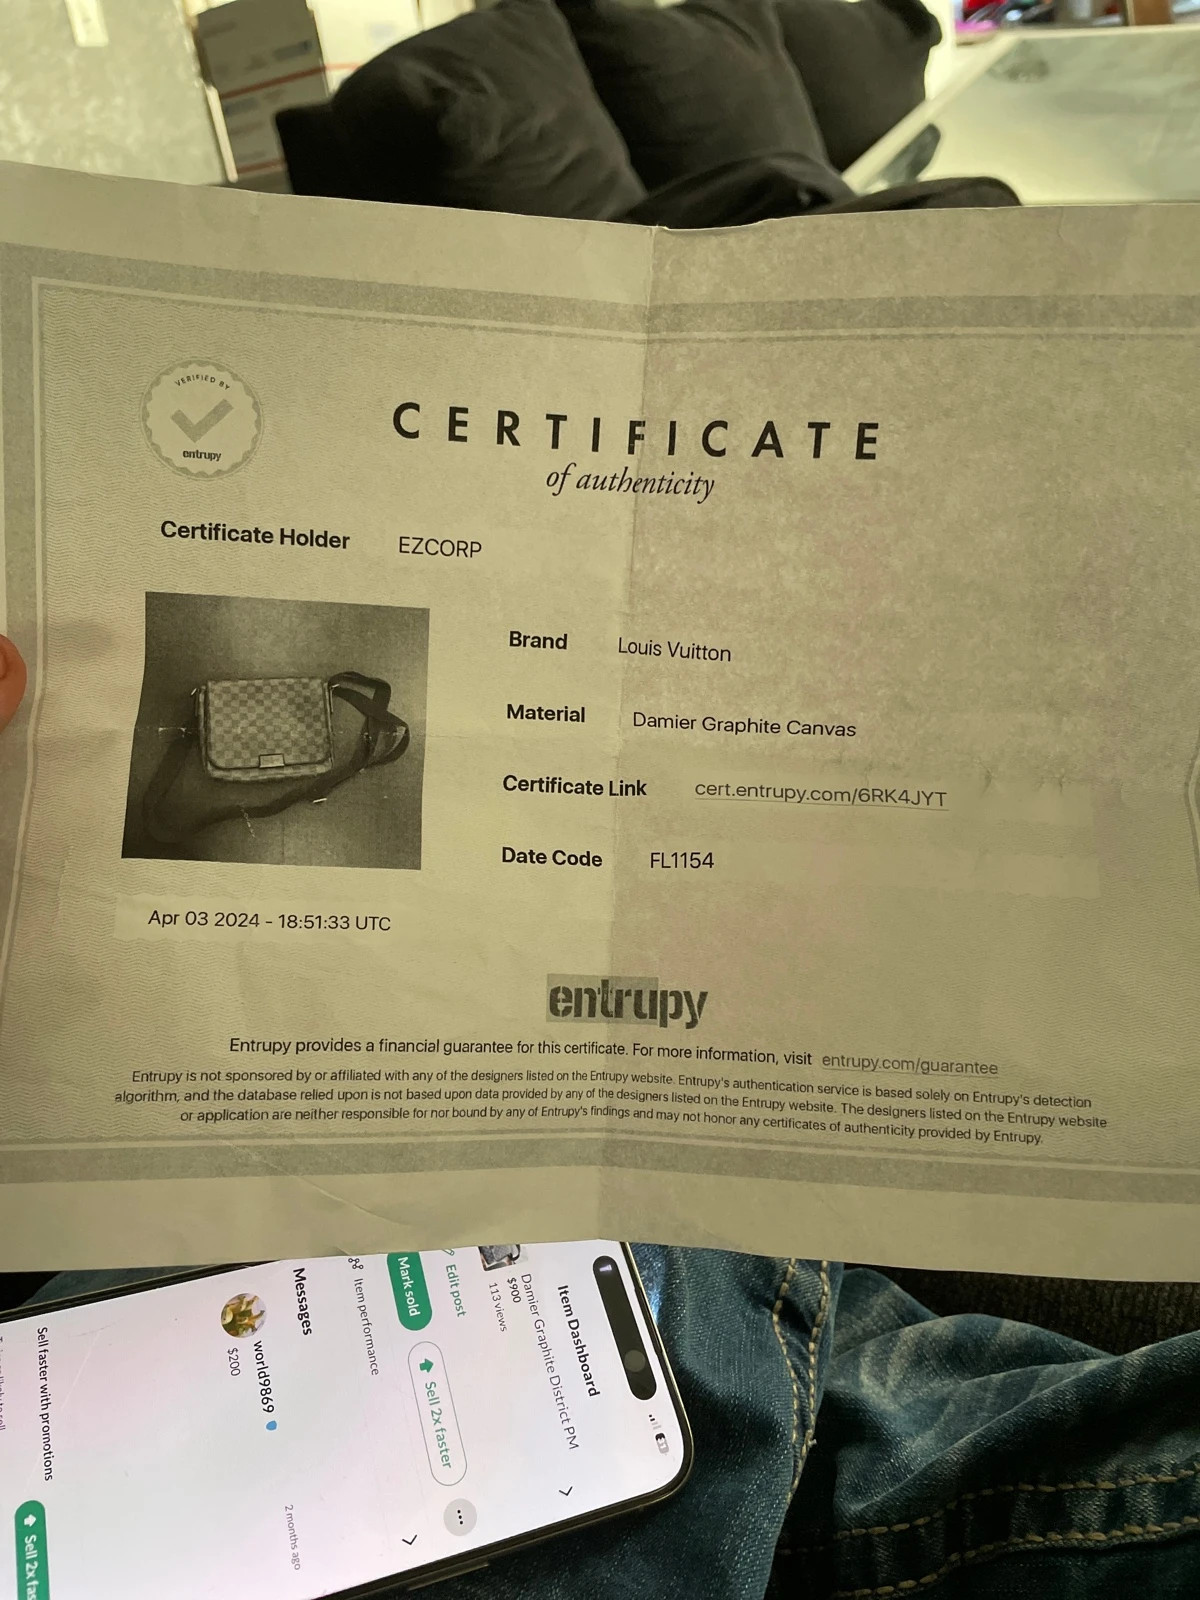 VERIFIED BY
entrupy
CERTIFICATE
of authenticity
Certificate Holder EZCORP
Brand Louis Vuitton
Material Damier Graphite Canvas
Certificate Link cert.entrupy.com/6RK4JYT
Date Code FL1154
Apr 03 2024 - 18:51:33 UTC
entrupy
Entrupy provides a financial guarantee for this certificate. For more information, visit entrupy.com/guarantee
Entrupy is not sponsored by or affiliated with any of the designers listed on the Entrupy website. Entrupy's authentication service is based solely on Entrupy's detection
algorithm, and the database relied upon is not based upon data provided by any of the designers listed on the Entrupy website. The designers listed on the Entrupy website
or application are neither responsible for nor bound by any of Entrupy's findings and may not honor any certificates of authenticity provided by Entrupy.
Item Dashboard
Damier Graphite District PM
$900
113 views
Edit post
Mark sold
Sell 2x faster
Item performance
Messages
2 months ago
world9869
$200
Sell faster with promotions
Sell 2x fas